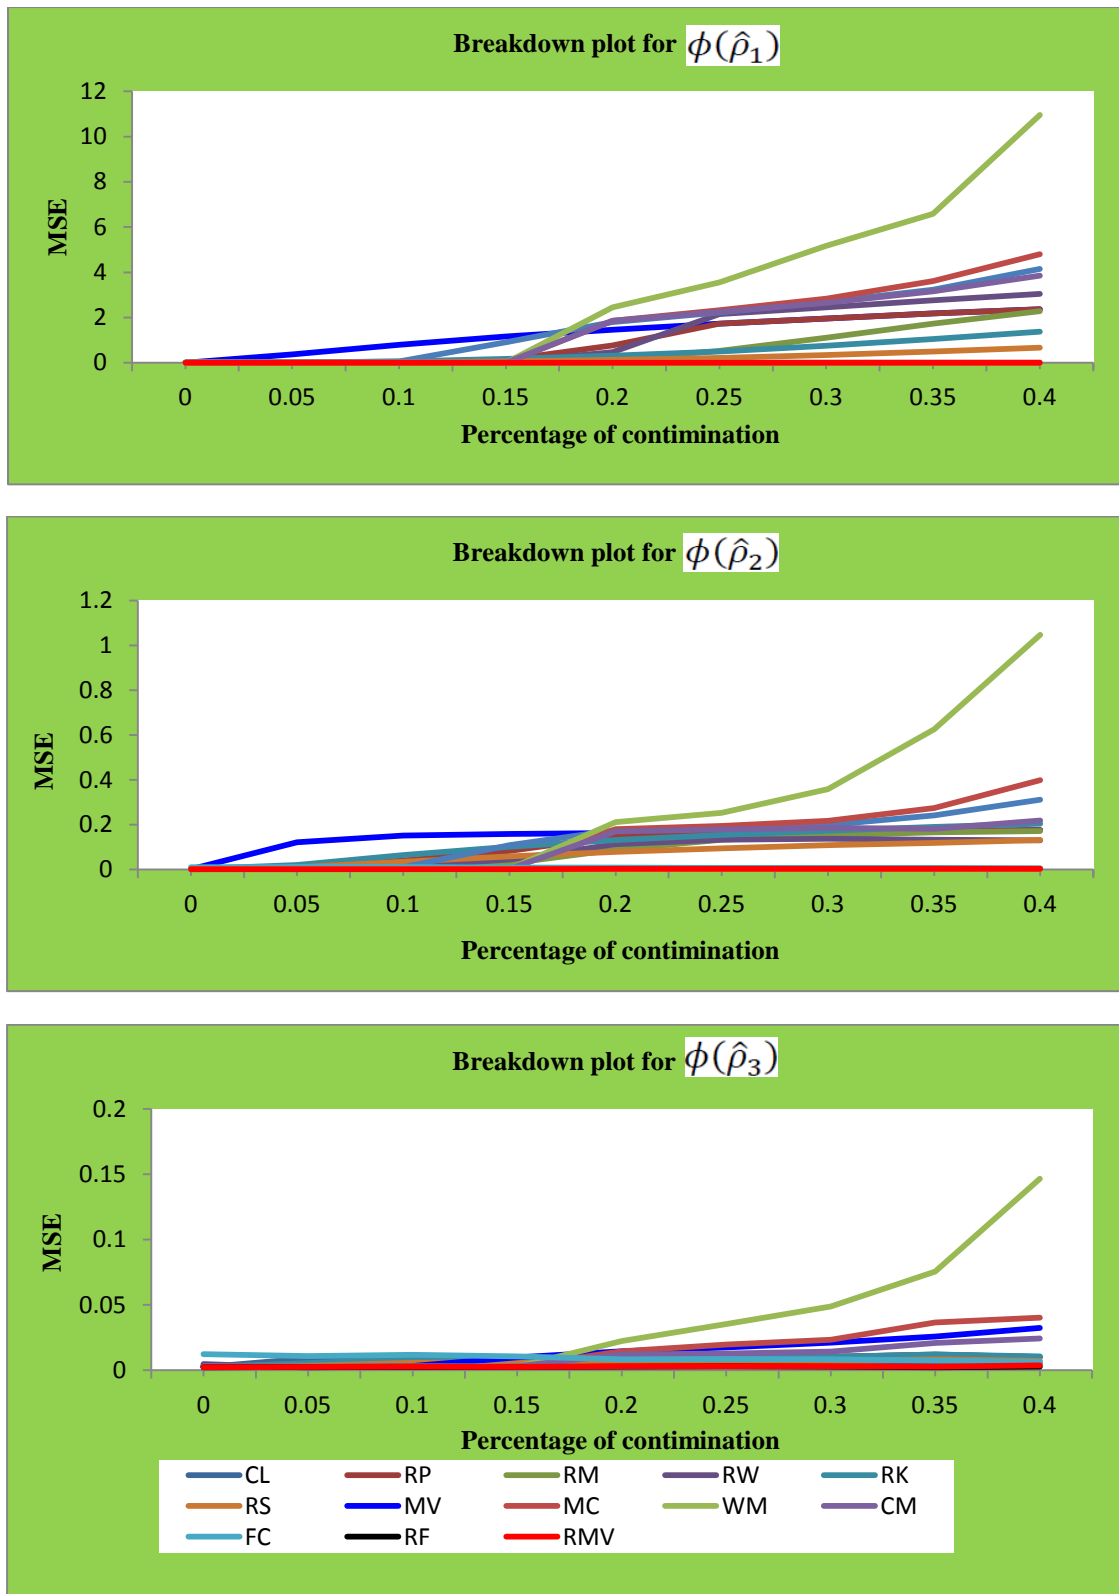 Breakdown plot for ϕ(ρ̂₁)
12
10
8
6
4
2
0
MSE
0 0.05 0.1 0.15 0.2 0.25 0.3 0.35 0.4
Percentage of contimination
Breakdown plot for ϕ(ρ̂₂)
1.2
1
0.8
0.6
0.4
0.2
0
MSE
0 0.05 0.1 0.15 0.2 0.25 0.3 0.35 0.4
Percentage of contimination
Breakdown plot for ϕ(ρ̂₃)
0.2
0.15
0.1
0.05
0
MSE
0 0.05 0.1 0.15 0.2 0.25 0.3 0.35 0.4
Percentage of contimination
CL RP RM RW RK
RS MV MC WM CM
FC RF RMV